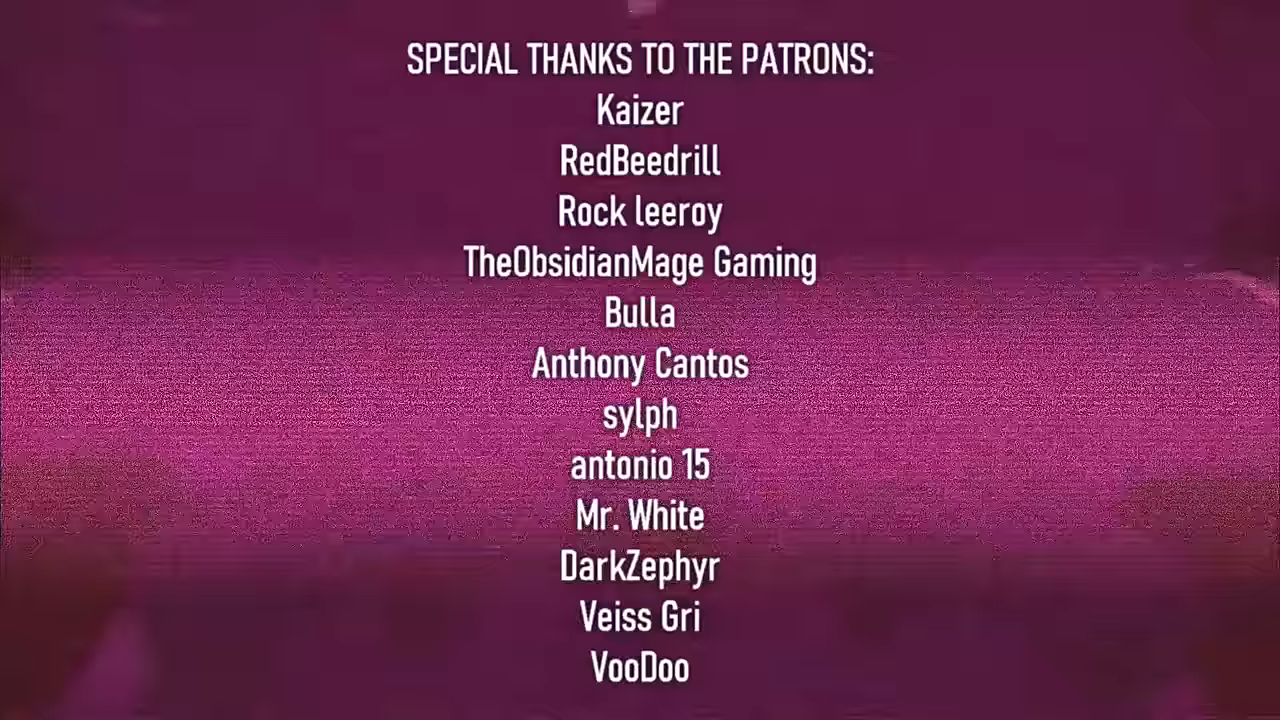 SPECIAL THANKS TO THE PATRONS:
Kaizer
RedBeedrill
Rock leeroy
TheObsidianMage Gaming
Bulla
Anthony Cantos
sylph
antonio 15
Mr. White
DarkZephyr
Veiss Gri
VooDoo